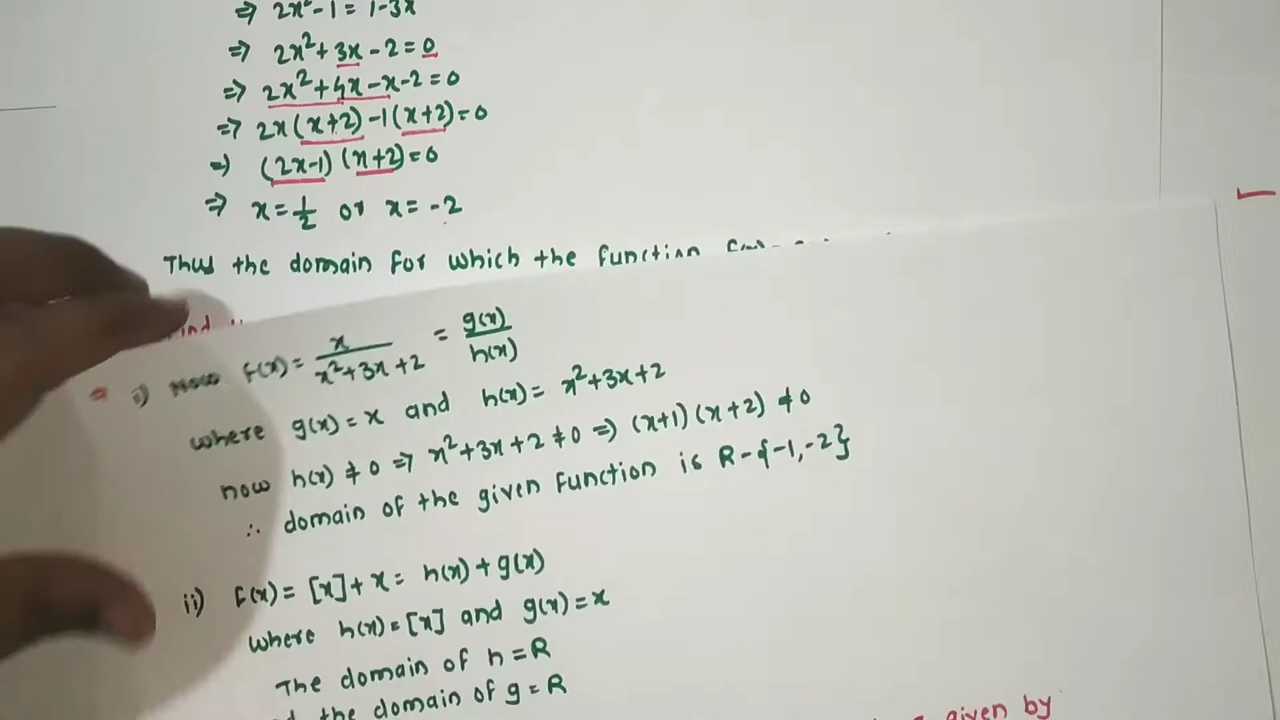 ⇒ 2x²-1 = 1-3x
⇒ 2x²+3x-2=0
⇒ 2x²+4x-x-2=0
⇒ 2x(x+2)-1(x+2)=0
⇒ (2x-1)(x+2)=0
⇒ x=1/2 or x=-2
Thus the domain for which the function
⇒ i) Now f(x)= x/(x²+3x+2) = g(x)/h(x)
where g(x)=x and h(x)= x²+3x+2
now h(x)≠0 ⇒ x²+3x+2≠0 ⇒ (x+1)(x+2)≠0
∴ domain of the given function is R-{-1,-2}
ii) f(x)= [x]+x= h(x)+g(x)
where h(x)=[x] and g(x)=x
The domain of h=R
the domain of g=R
given by